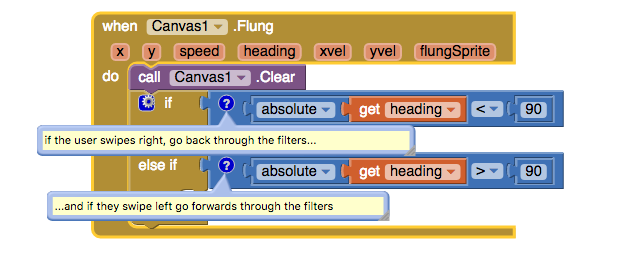 when Canvas1 .Flung
x y speed heading xvel yvel flungSprite
do call Canvas1 .Clear
if ? absolute get heading < 90
if the user swipes right, go back through the filters...
else if ? absolute get heading > 90
...and if they swipe left go forwards through the filters